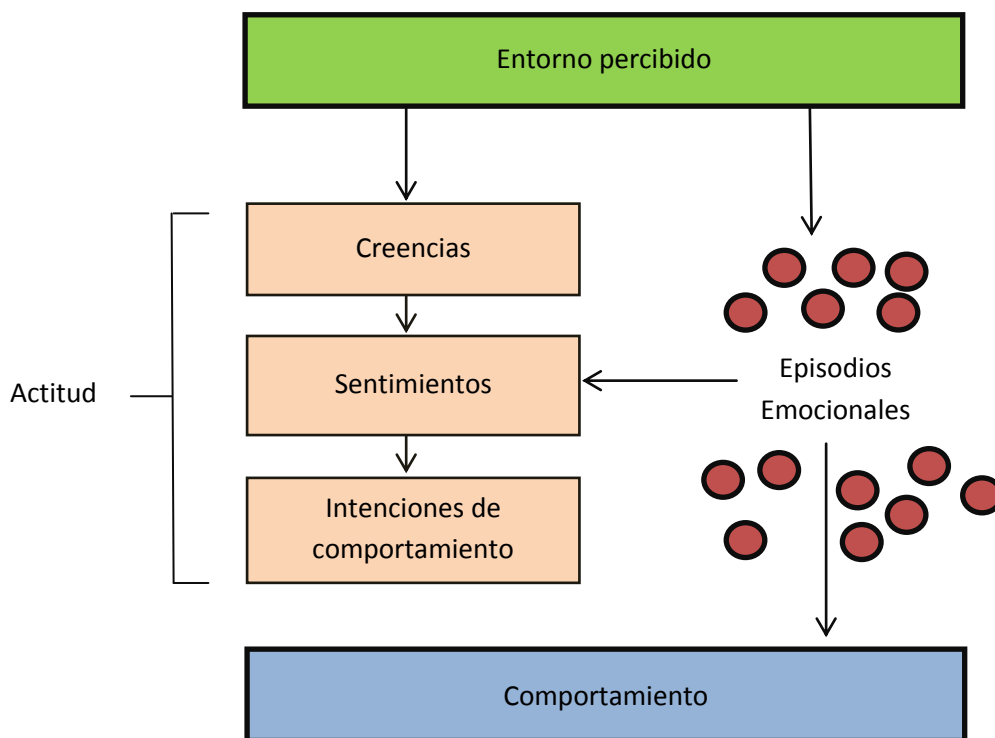 Entorno percibido
Creencias
Sentimientos
Actitud
Episodios
Emocionales
Intenciones de
comportamiento
Comportamiento